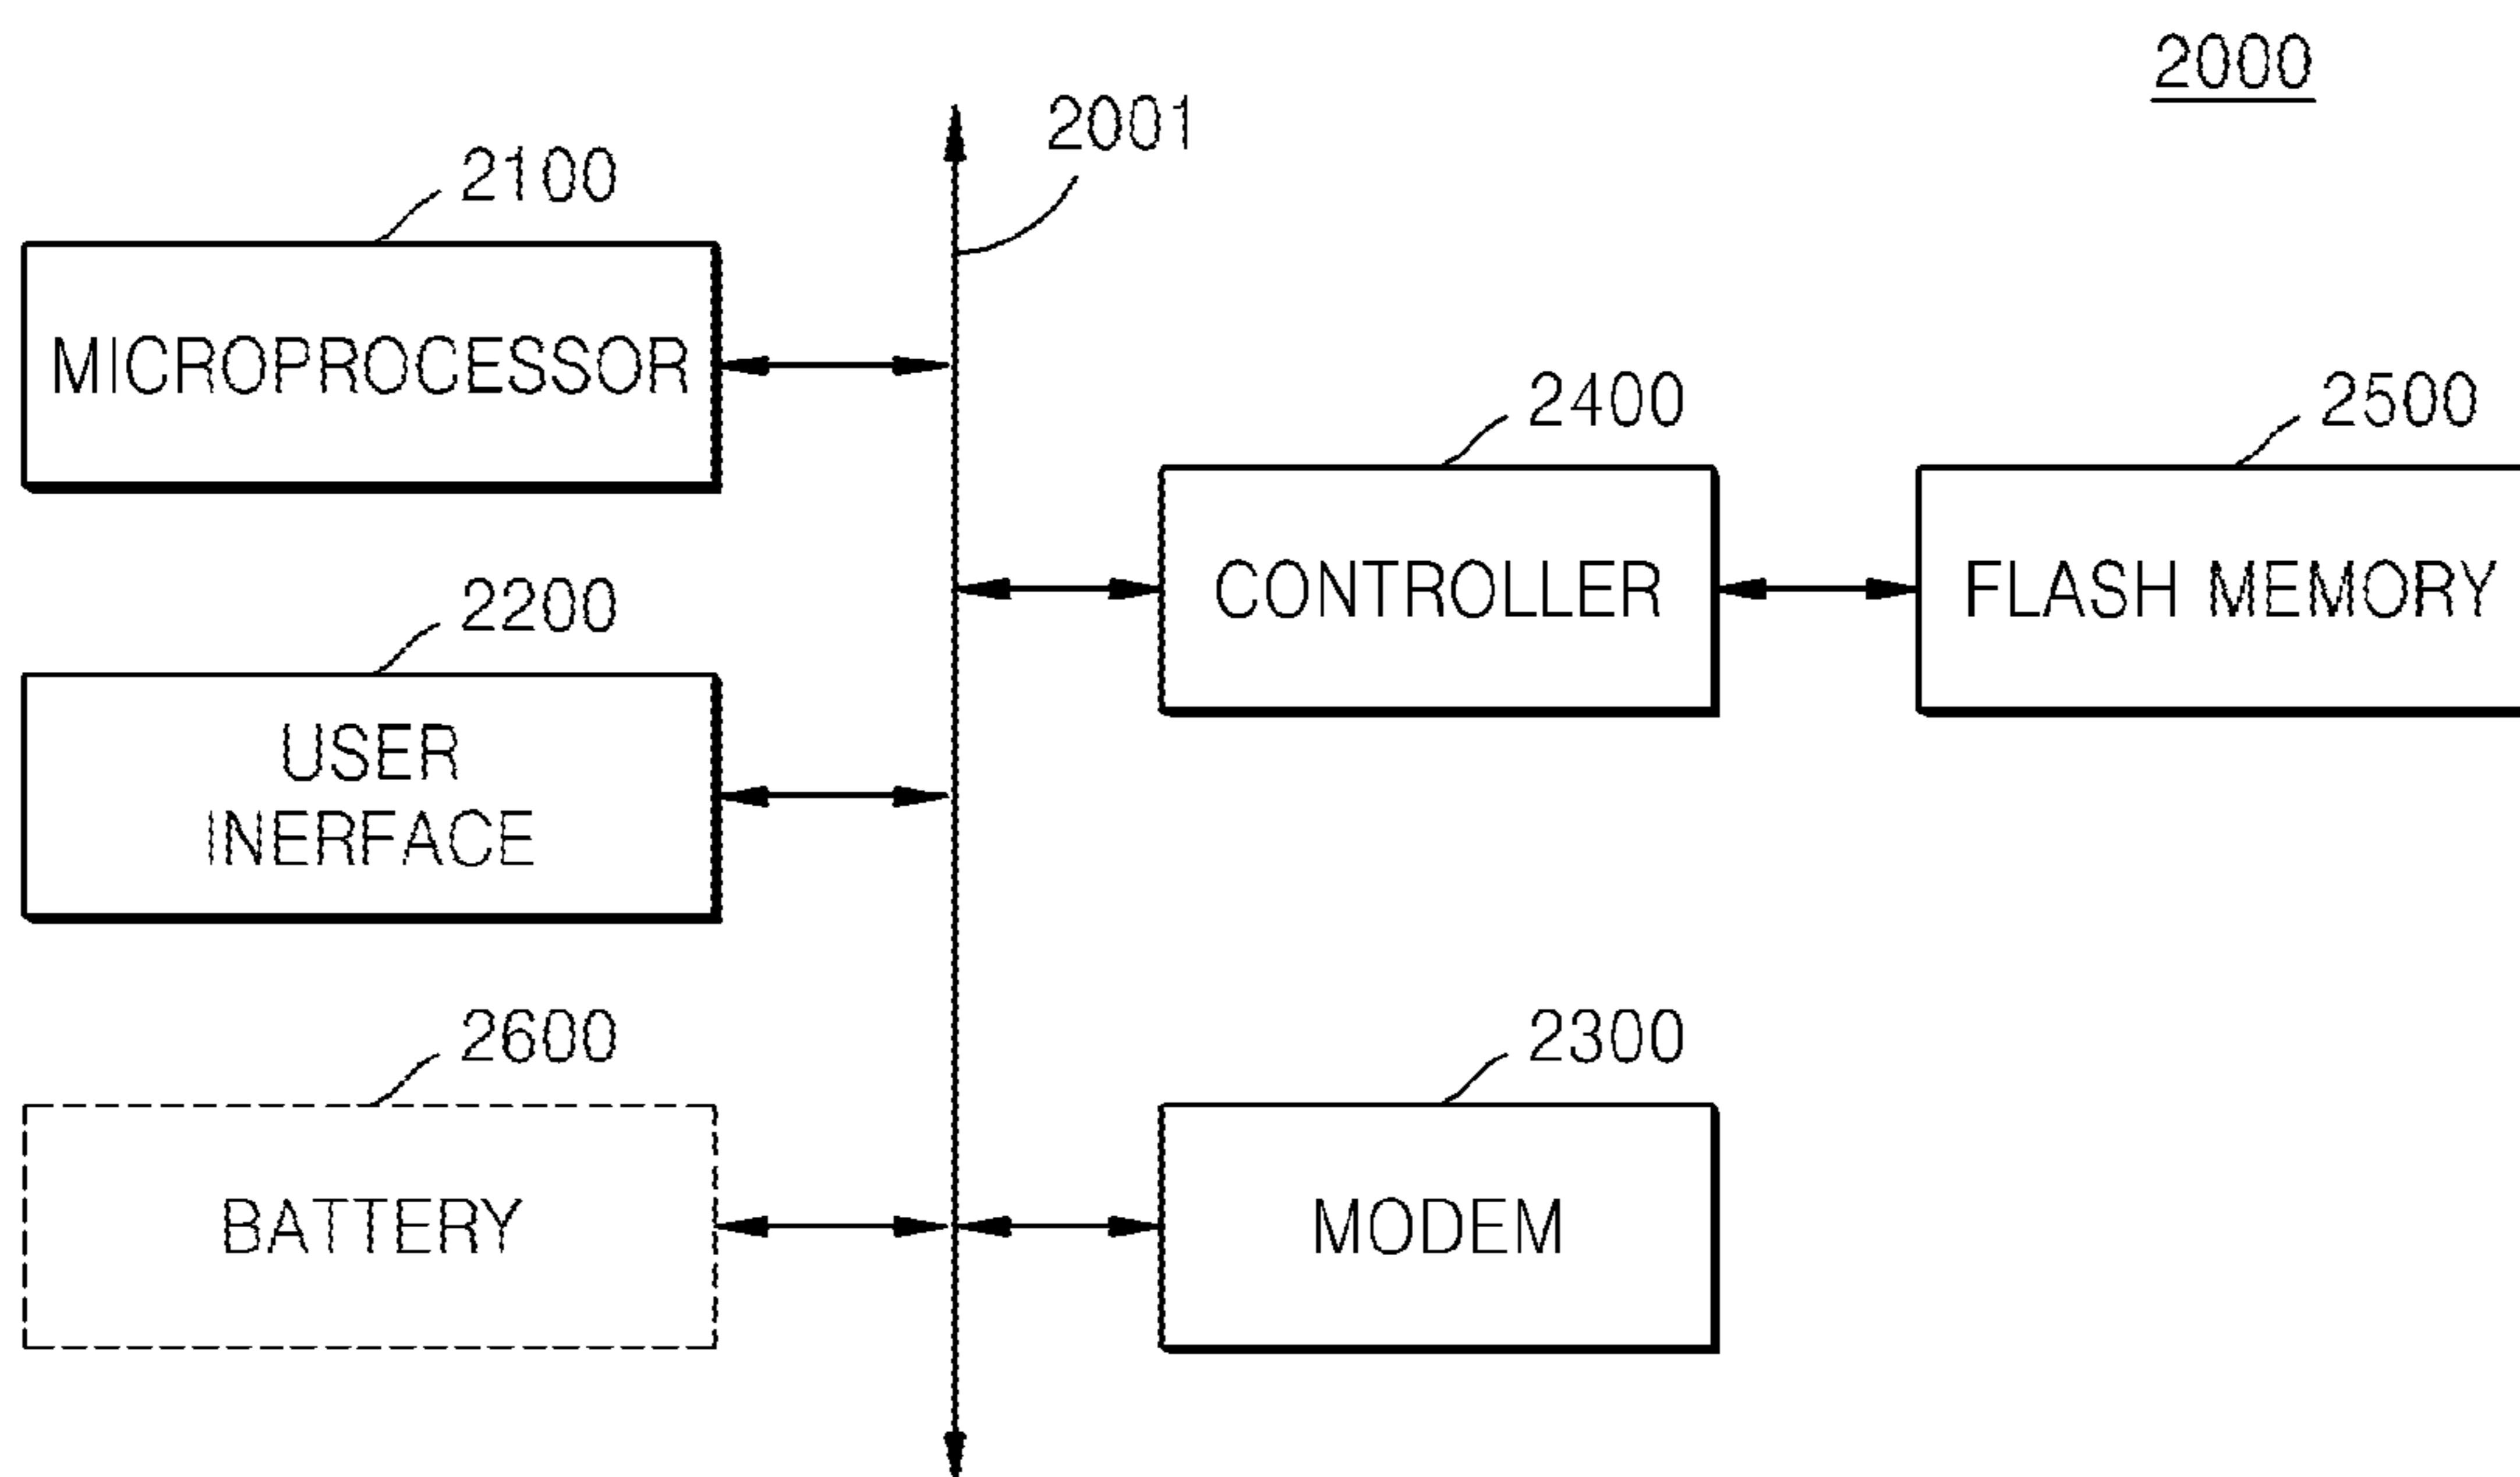 2000
2001
2100
MICROPROCESSOR
2400
2500
CONTROLLER
FLASH MEMORY
2200
USER
INERFACE
2600
2300
BATTERY
MODEM